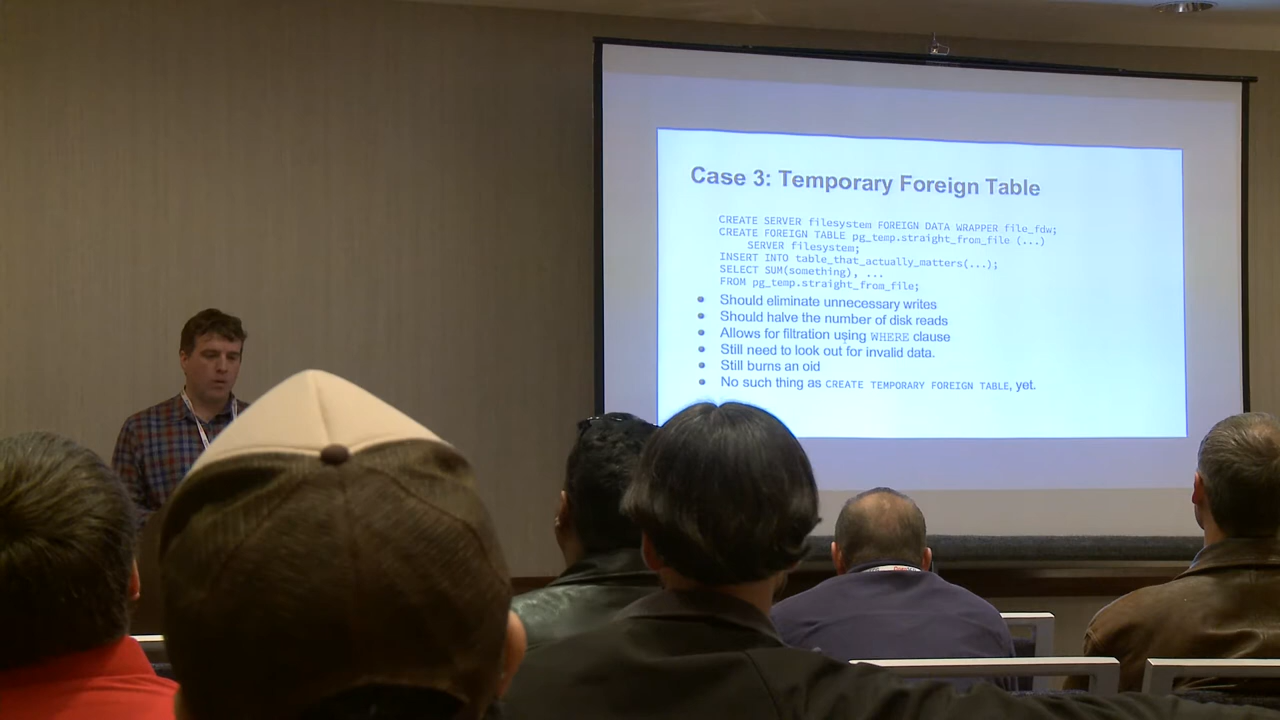 Case 3: Temporary Foreign Table
CREATE SERVER filesystem FOREIGN DATA WRAPPER file_fdw;
CREATE FOREIGN TABLE pg_temp.straight_from_file (...)
SERVER filesystem;
INSERT INTO table_that_actually_matters(...);
SELECT SUM(something), ...
FROM pg_temp.straight_from_file;
● Should eliminate unnecessary writes
● Should halve the number of disk reads
● Allows for filtration using WHERE clause
● Still need to look out for invalid data.
● Still burns an oid
● No such thing as CREATE TEMPORARY FOREIGN TABLE, yet.